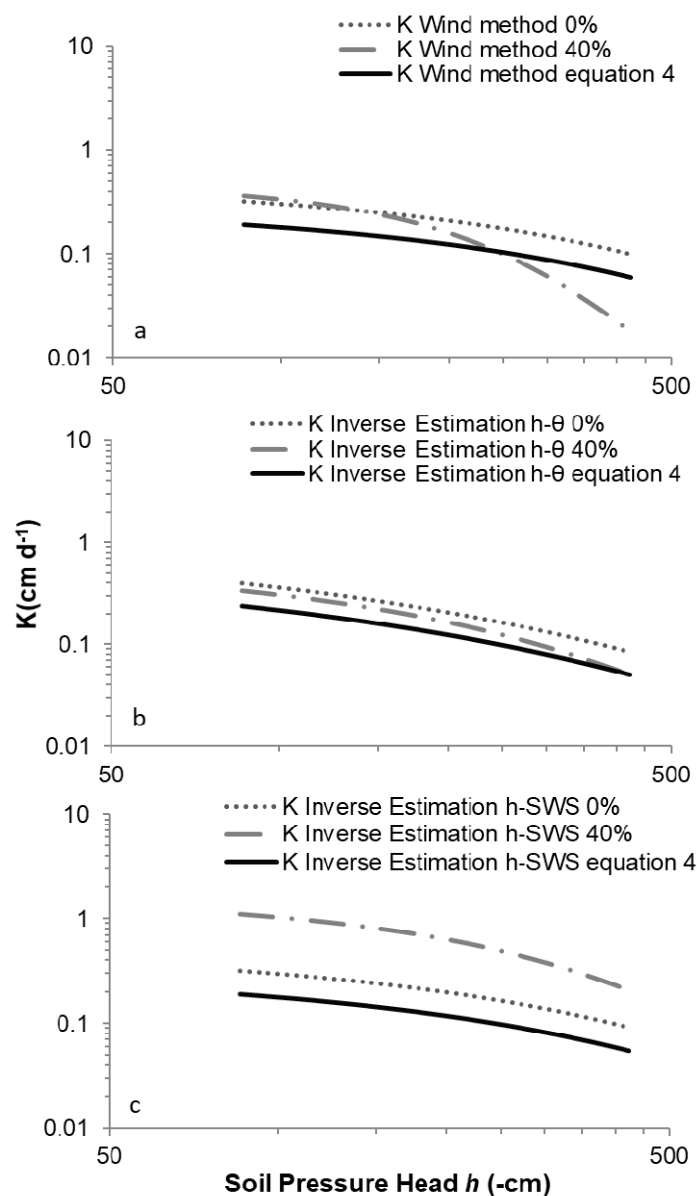 K Wind method 0%
K Wind method 40%
K Wind method equation 4
10
1
0.1
0.01
a
50
500
K Inverse Estimation h-θ 0%
K Inverse Estimation h-θ 40%
K Inverse Estimation h-θ equation 4
10
1
0.1
0.01
b
50
500
K(cm d-1)
K Inverse Estimation h-SWS 0%
K Inverse Estimation h-SWS 40%
K Inverse Estimation h-SWS equation 4
10
1
0.1
0.01
c
50
500
Soil Pressure Head h (-cm)